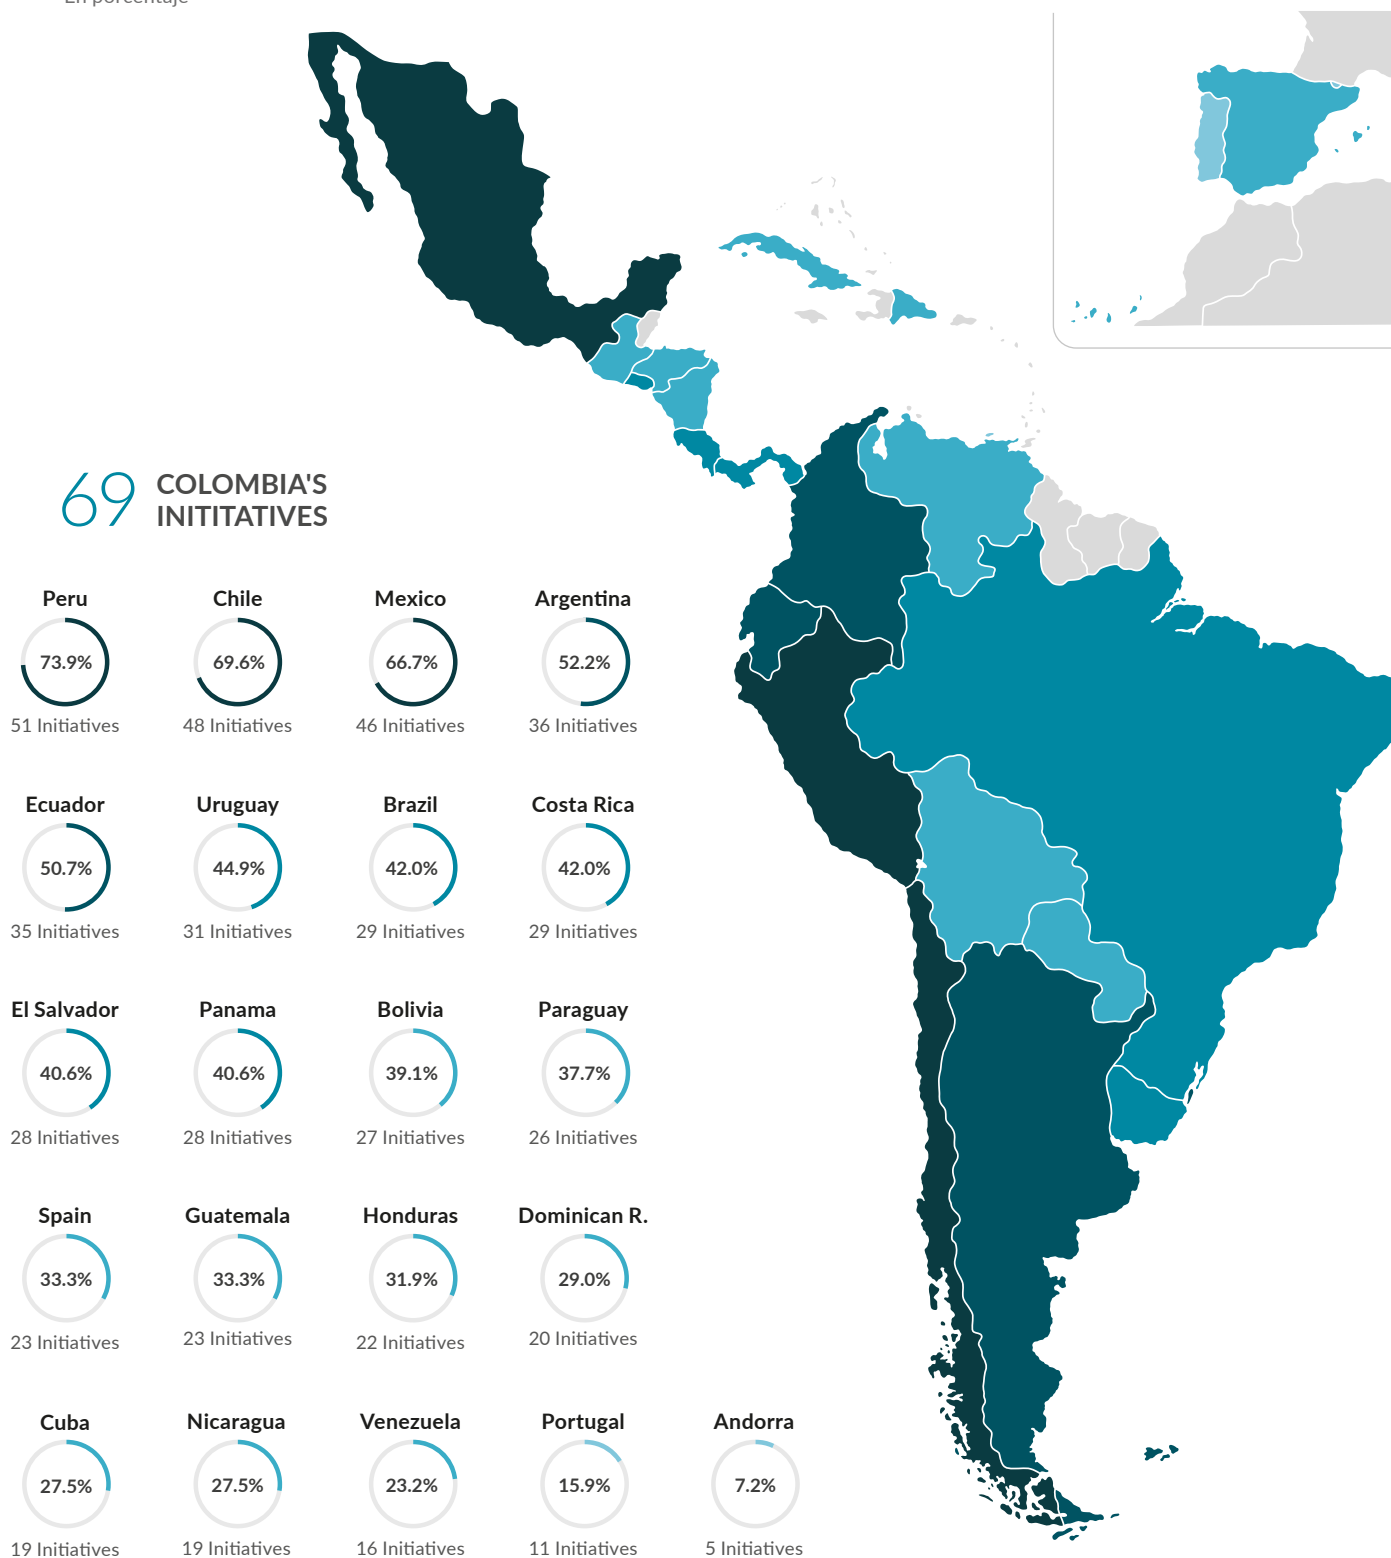 En porcentaje
69 COLOMBIA'S
INITITATIVES
Peru
73.9%
51 Initiatives
Chile
69.6%
48 Initiatives
Mexico
66.7%
46 Initiatives
Argentina
52.2%
36 Initiatives
Ecuador
50.7%
35 Initiatives
Uruguay
44.9%
31 Initiatives
Brazil
42.0%
29 Initiatives
Costa Rica
42.0%
29 Initiatives
El Salvador
40.6%
28 Initiatives
Panama
40.6%
28 Initiatives
Bolivia
39.1%
27 Initiatives
Paraguay
37.7%
26 Initiatives
Spain
33.3%
23 Initiatives
Guatemala
33.3%
23 Initiatives
Honduras
31.9%
22 Initiatives
Dominican R.
29.0%
20 Initiatives
Cuba
27.5%
19 Initiatives
Nicaragua
27.5%
19 Initiatives
Venezuela
23.2%
16 Initiatives
Portugal
15.9%
11 Initiatives
Andorra
7.2%
5 Initiatives